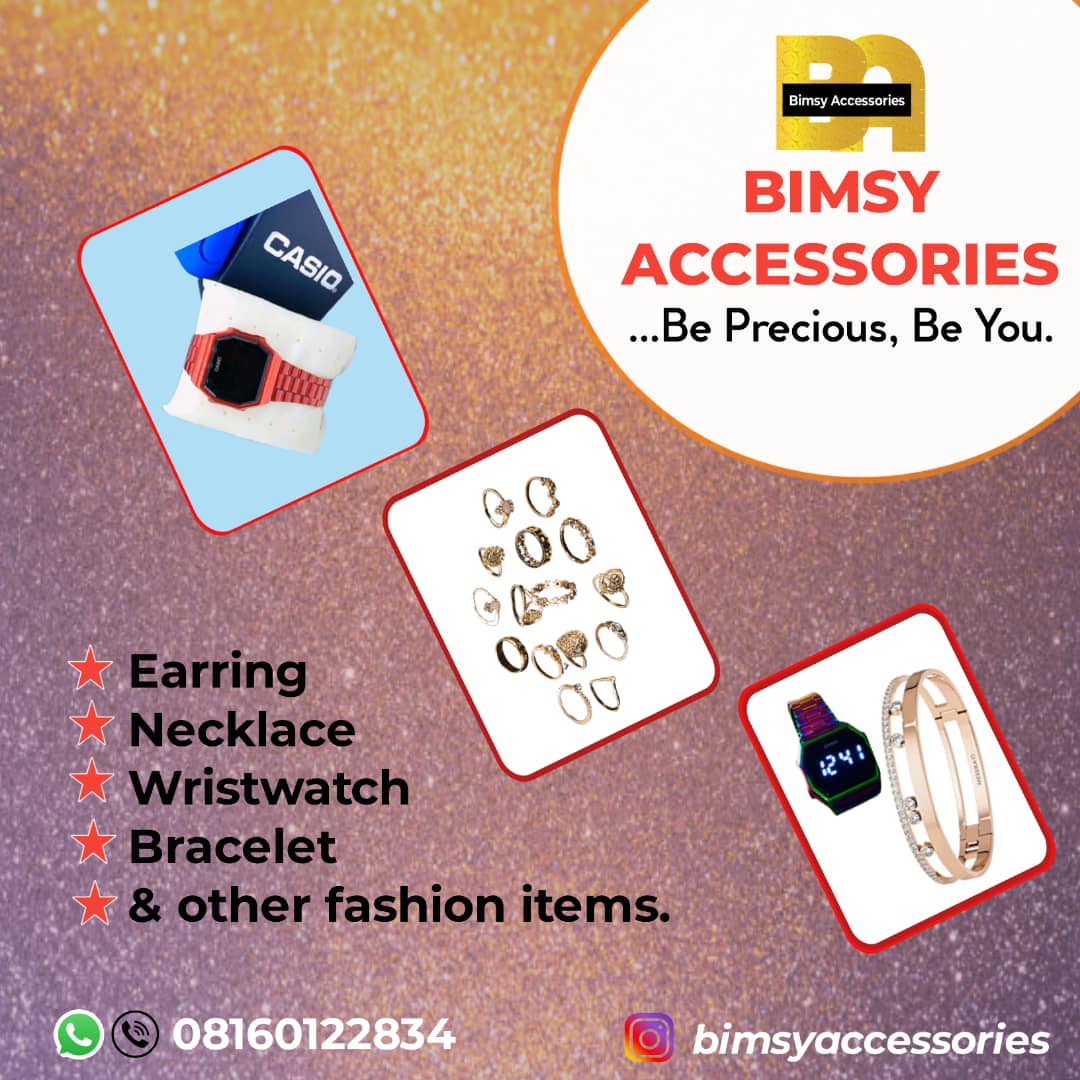 Bimsy Accessories
BIMSY
ACCESSORIES
...Be Precious, Be You.
CASIO
CASIO
Earring
Necklace
Wristwatch
Bracelet
& other fashion items.
12:41
08160122834
bimsyaccessories